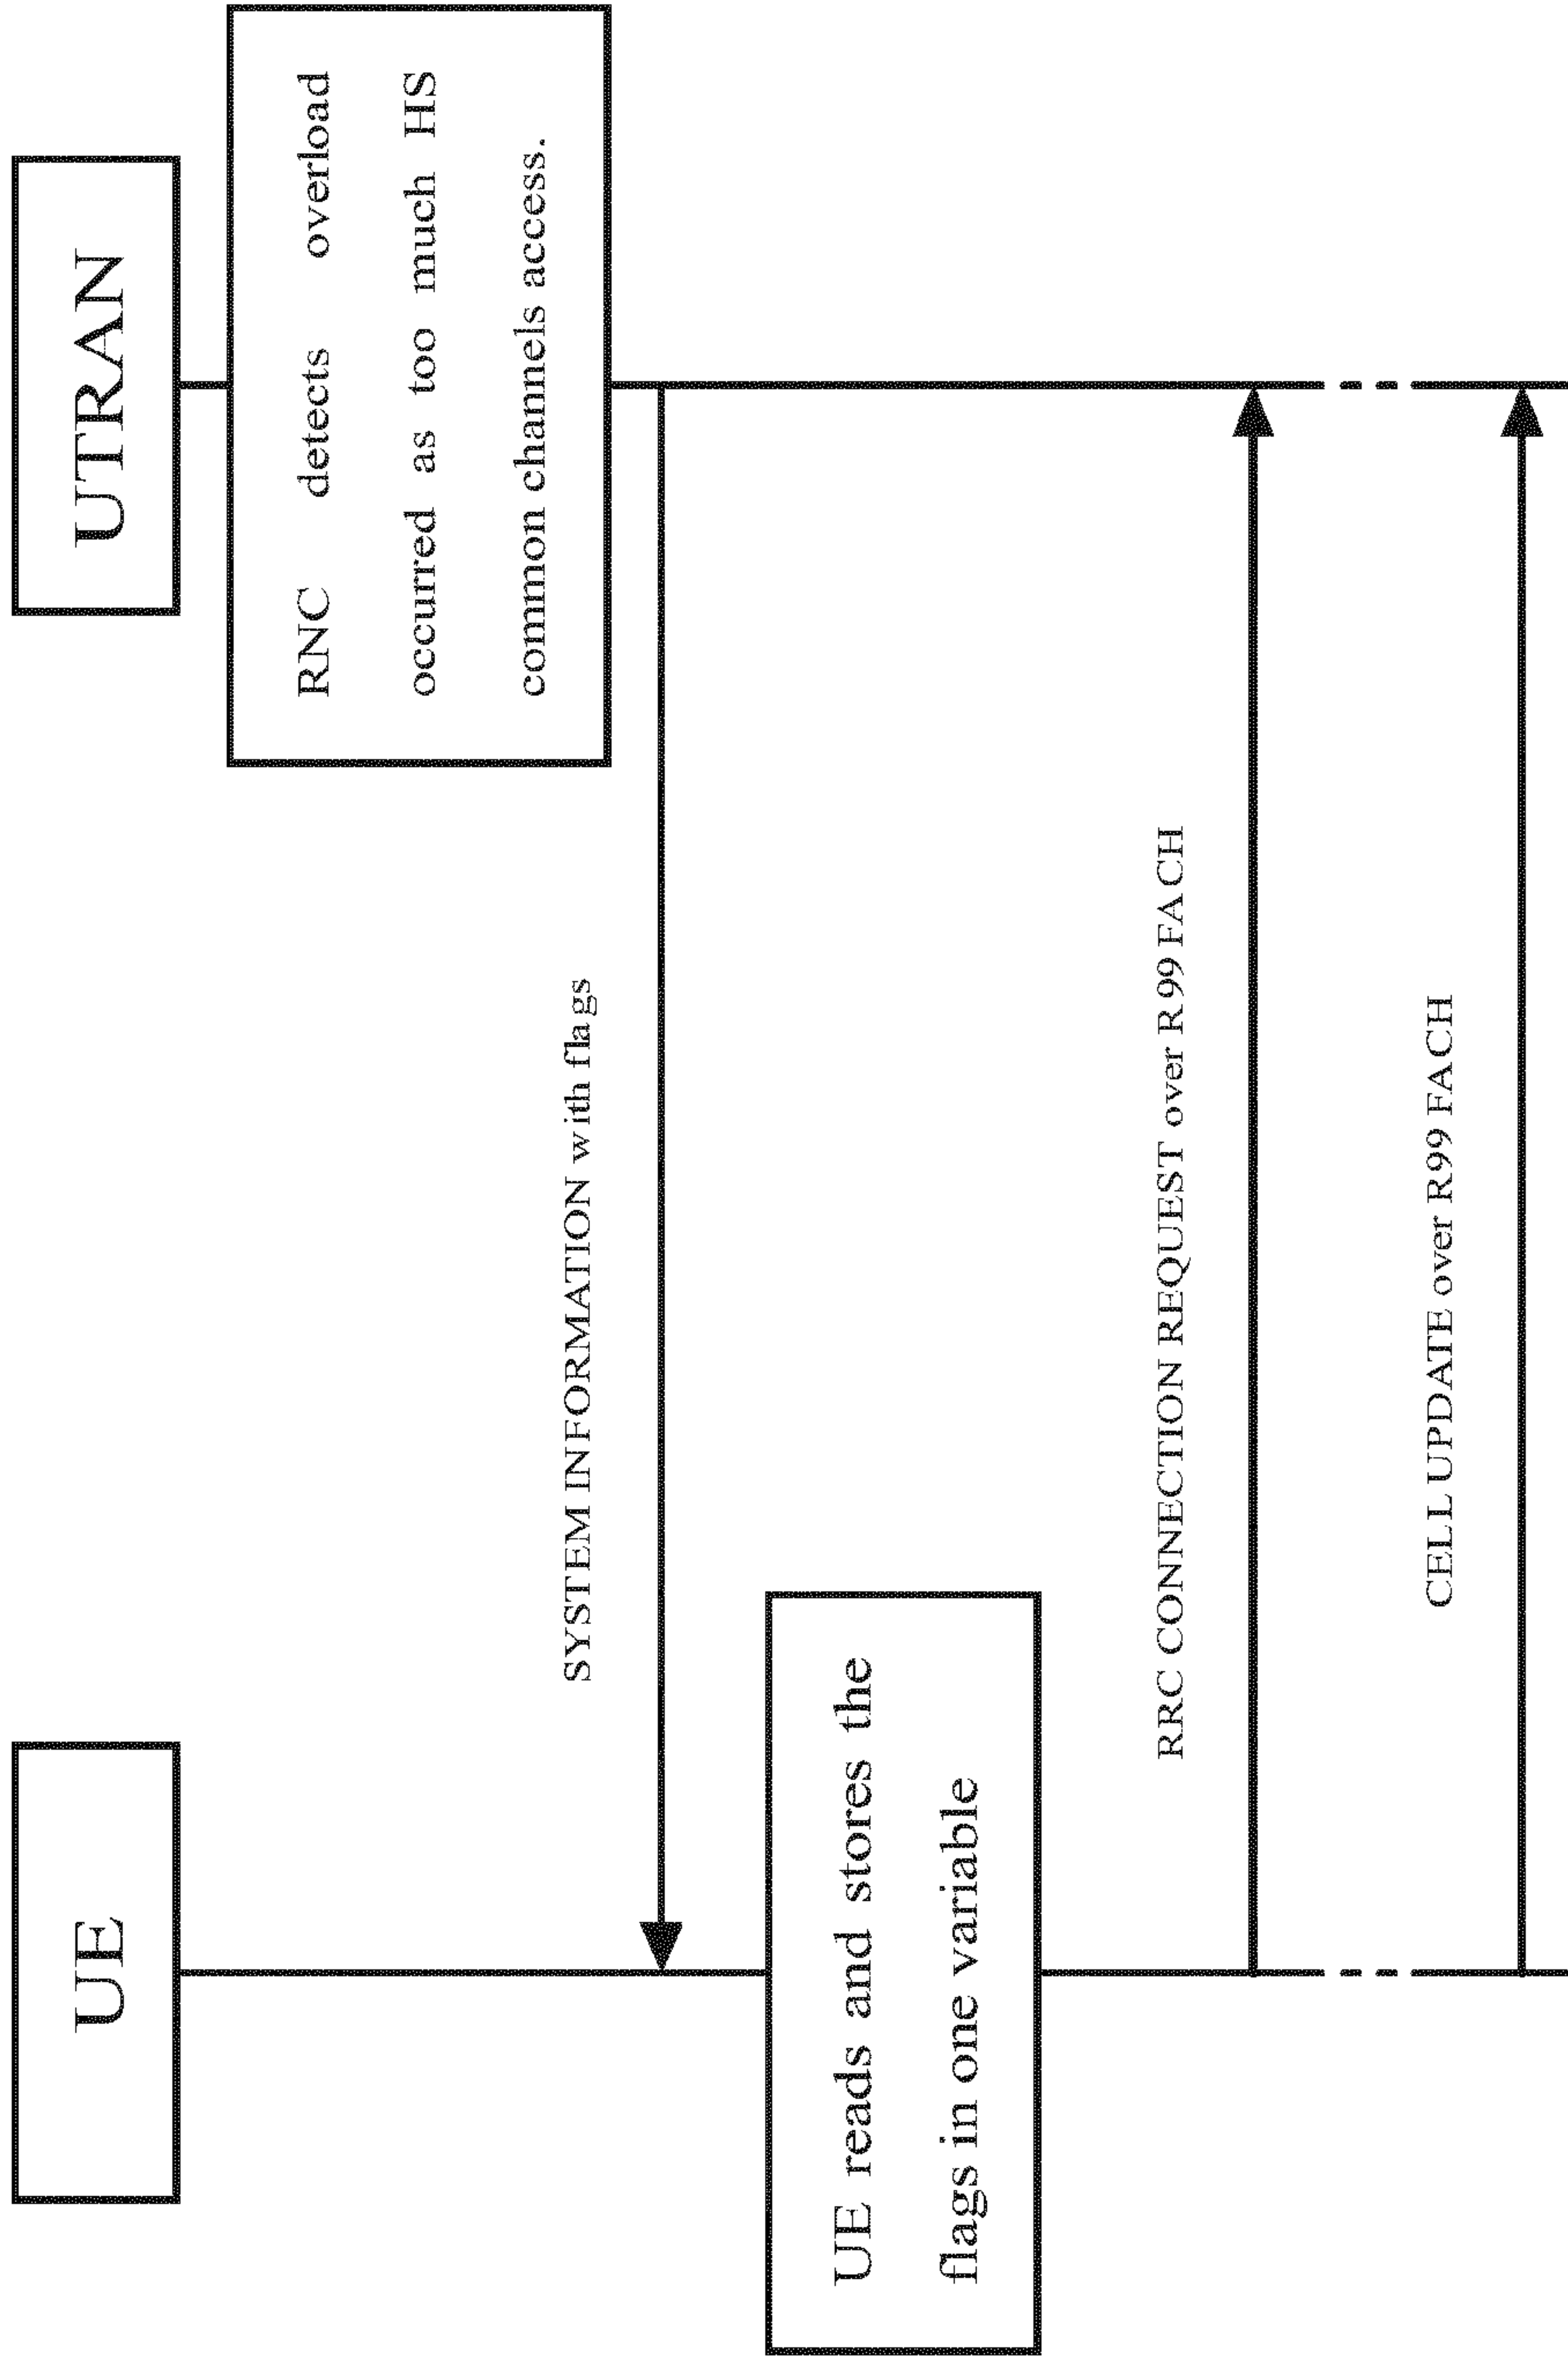 UE
UTRAN
RNC detects overload
occurred as too much HS
common channels access.
SYSTEM INFORMATION with flags
UE reads and stores the
flags in one variable
RRC CONNECTION REQUEST over R99 FACH
CELL UPDATE over R99 FACH